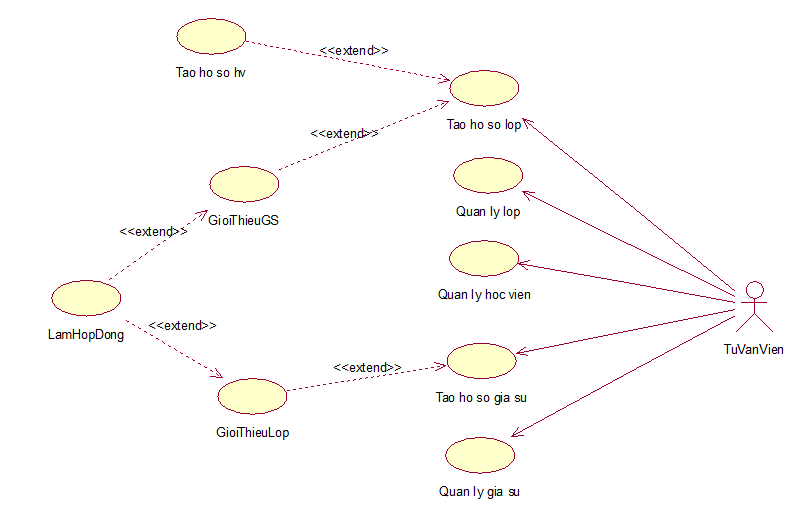 Tao ho so hv
<<extend>>
Tao ho so lop
<<extend>>
GioiThieuGS
Quan ly lop
<<extend>>
Quan ly hoc vien
LamHopDong
<<extend>>
TuVanVien
<<extend>>
Tao ho so gia su
GioiThieuLop
Quan ly gia su